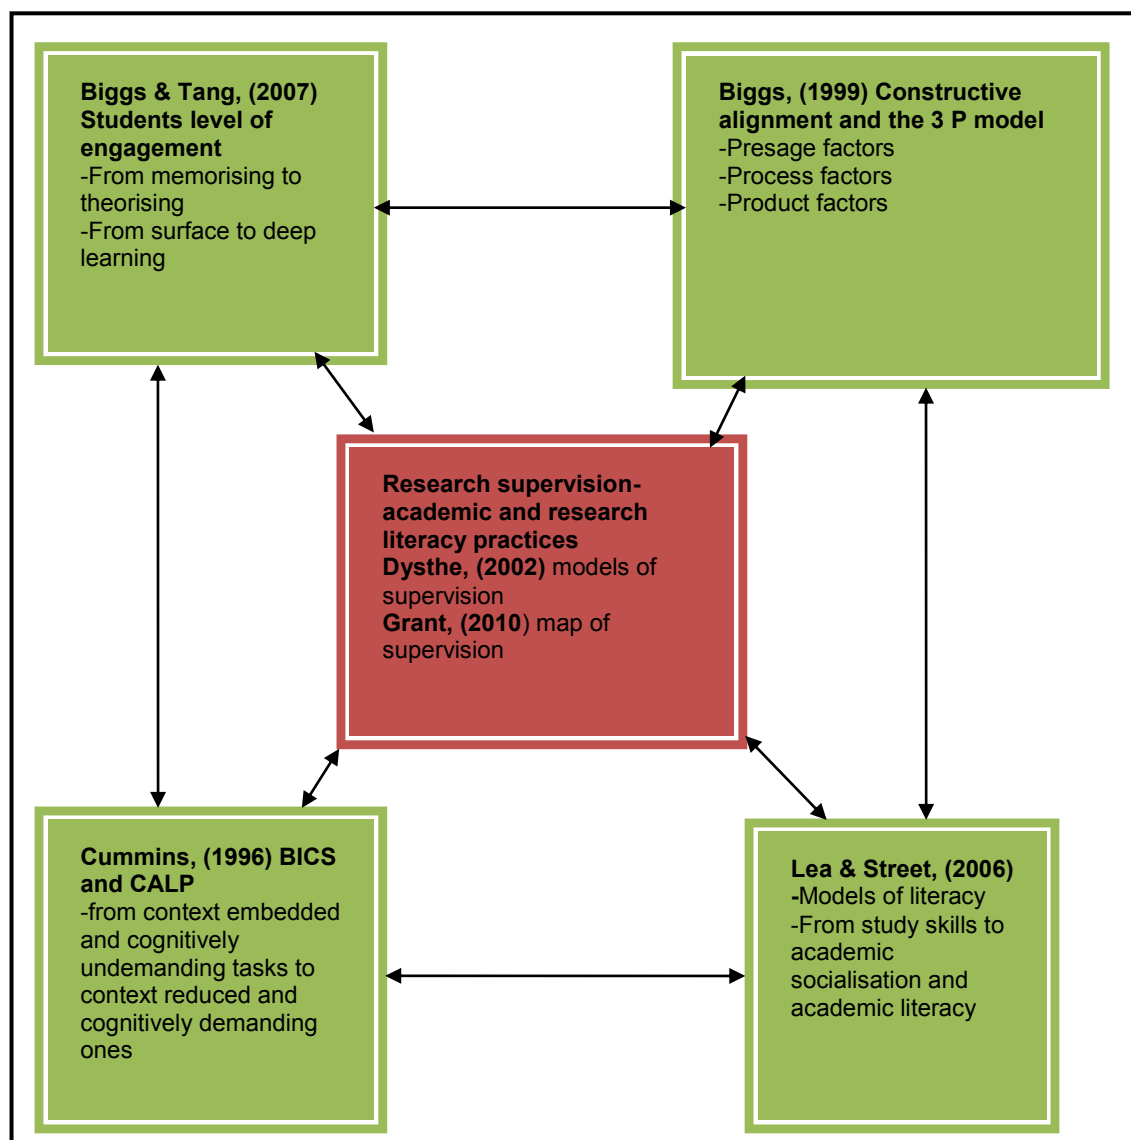 Biggs & Tang, (2007)
Students level of
engagement
-From memorising to
theorising
-From surface to deep
learning
Biggs, (1999) Constructive
alignment and the 3 P model
-Presage factors
-Process factors
-Product factors
Research supervision-
academic and research
literacy practices
Dysthe, (2002) models of
supervision
Grant, (2010) map of
supervision
Cummins, (1996) BICS
and CALP
-from context embedded
and cognitively
undemanding tasks to
context reduced and
cognitively demanding
ones
Lea & Street, (2006)
-Models of literacy
-From study skills to
academic
socialisation and
academic literacy